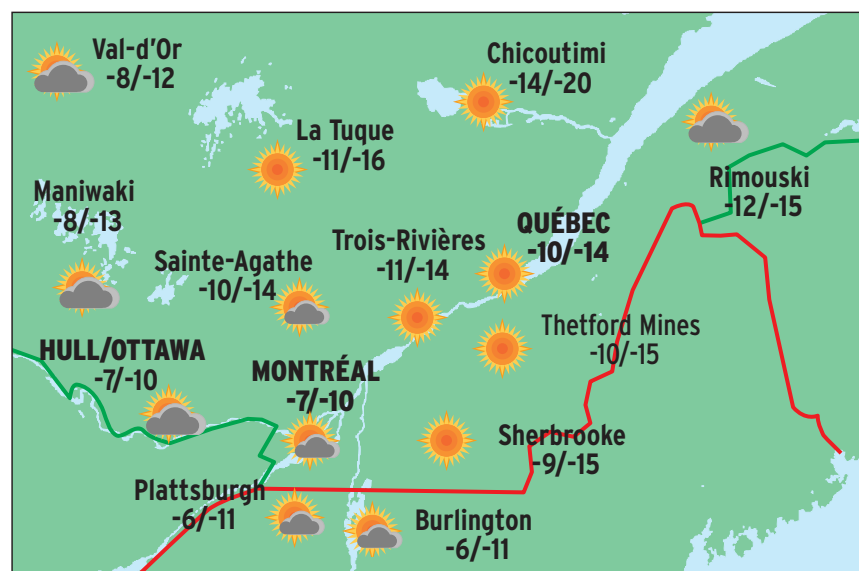 Val-d'Or
-8/-12
Chicoutimi
-14/-20
La Tuque
-11/-16
Rimouski
-12/-15
Maniwaki
-8/-13
QUÉBEC
-10/-14
Trois-Rivières
-11/-14
Sainte-Agathe
-10/-14
Thetford Mines
-10/-15
HULL/OTTAWA
-7/-10
MONTRÉAL
-7/-10
Sherbrooke
-9/-15
Plattsburgh
-6/-11
Burlington
-6/-11